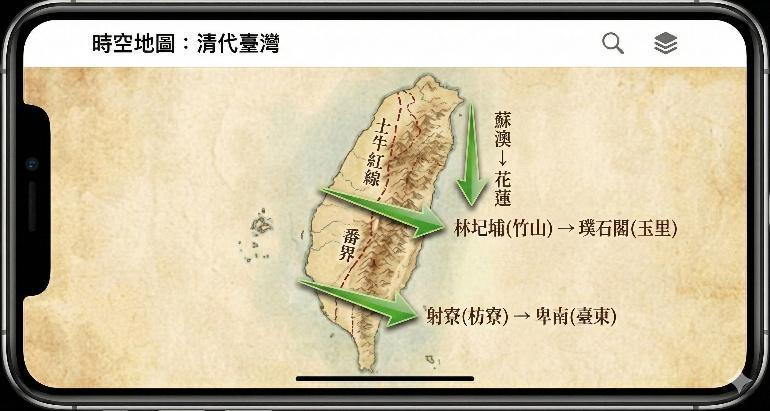 時空地圖：清代臺灣
土牛紅線
番界
蘇澳→花蓮
林圮埔(竹山) → 璞石閣(玉里)
射寮(枋寮) → 卑南(臺東)